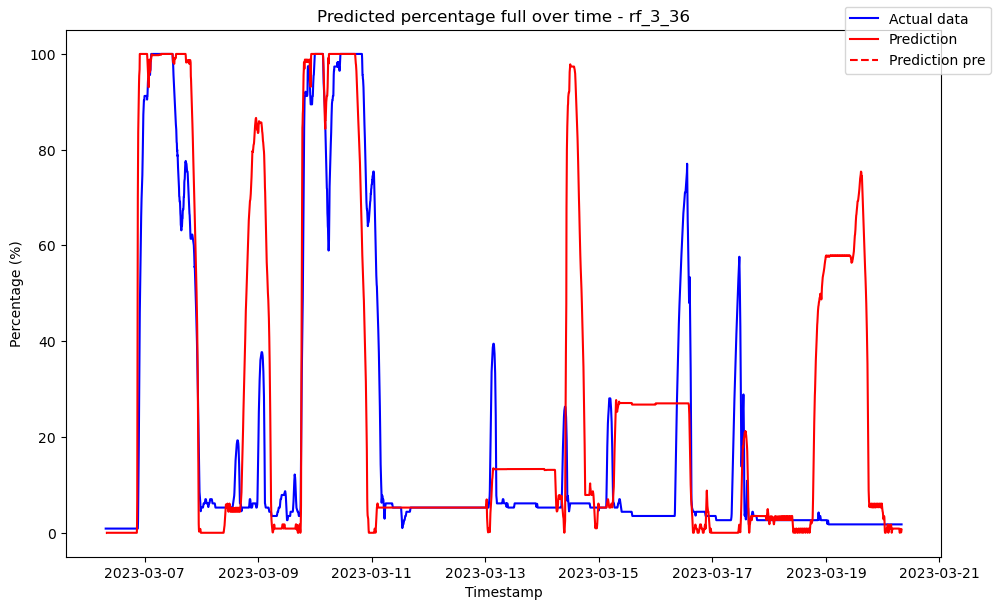 Predicted percentage full over time - rf_3_36
Actual data
Prediction
Prediction pre
Percentage (%)
100
80
60
40
20
0
2023-03-07
2023-03-09
2023-03-11
2023-03-13
2023-03-15
2023-03-17
2023-03-19
2023-03-21
Timestamp